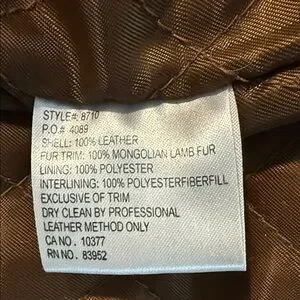 STYLE#: 8710
P.O.# 4089
SHELL: 100% LEATHER
FUR TRIM: 100% MONGOLIAN LAMB FUR
LINING: 100% POLYESTER
INTERLINING: 100% POLYESTERFIBERFILL
EXCLUSIVE OF TRIM
DRY CLEAN BY PROFESSIONAL
LEATHER METHOD ONLY
CA NO. 10377
RN NO. 83952